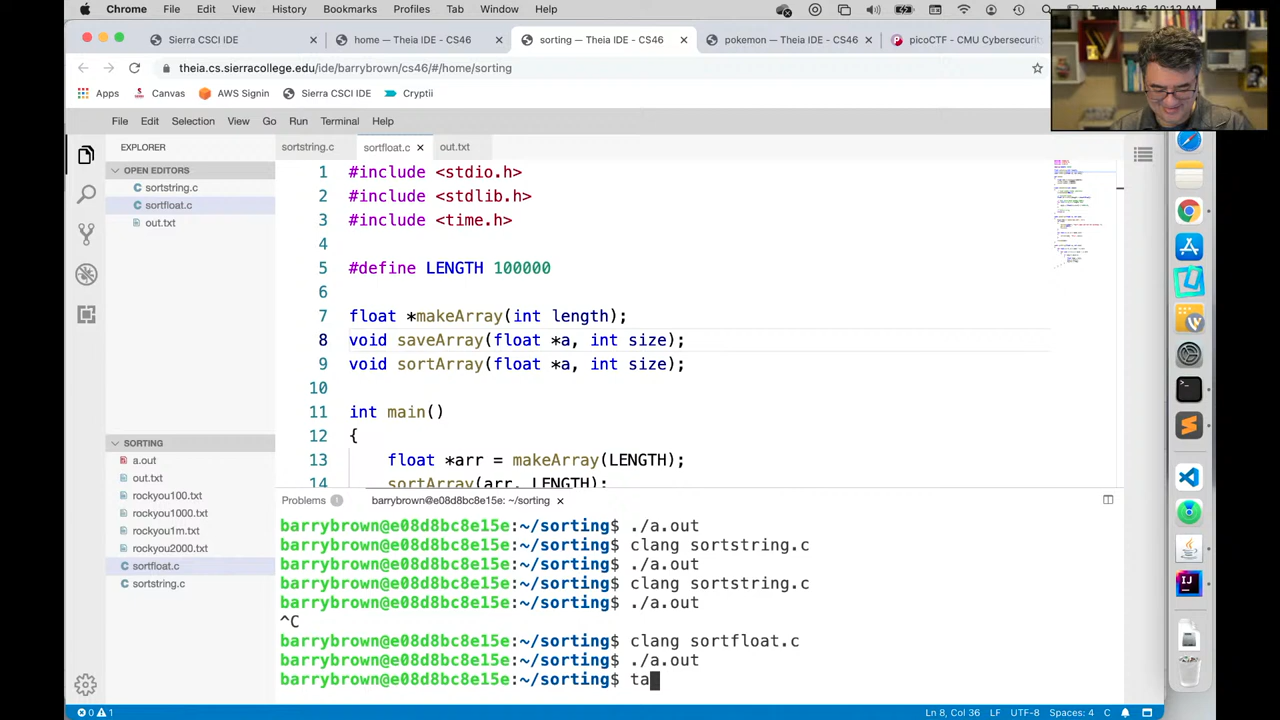 Chrome File Edit View History Bookmarks Profiles Tab Window Help
Sierra CSCI IDE
— Theia IDE - CS46
sorting — Theia IDE - CS46
pokemon — Theia IDE - CS46
picoCTF - CMU Cybersecurity
theia.cs.sierracollege.edu/ide/barrybrown/cs46/#/home/sorting
Apps Canvas AWS Signin Sierra CSCI IDE Cryptii
File Edit Selection View Go Run Terminal Help
EXPLORER
sortstring.c sortfloat.c out.txt
OPEN EDITORS
sortstring.c
sortfloat.c
out.txt
1 #include <stdio.h>
2 #include <stdlib.h>
3 #include <time.h>
4
5 #define LENGTH 100000
6
7 float *makeArray(int length);
8 void saveArray(float *a, int size);
9 void sortArray(float *a, int size);
10
11 int main()
12 {
13 float *arr = makeArray(LENGTH);
14 sortArray(arr, LENGTH);
SORTING
a.out
out.txt
rockyou100.txt
rockyou1000.txt
rockyou1m.txt
rockyou2000.txt
sortfloat.c
sortstring.c
Problems 1 barrybrown@e08d8bc8e15e: ~/sorting
barrybrown@e08d8bc8e15e:~/sorting$ ./a.out
barrybrown@e08d8bc8e15e:~/sorting$ clang sortstring.c
barrybrown@e08d8bc8e15e:~/sorting$ ./a.out
barrybrown@e08d8bc8e15e:~/sorting$ clang sortstring.c
barrybrown@e08d8bc8e15e:~/sorting$ ./a.out
^C
barrybrown@e08d8bc8e15e:~/sorting$ clang sortfloat.c
barrybrown@e08d8bc8e15e:~/sorting$ ./a.out
barrybrown@e08d8bc8e15e:~/sorting$ ta
0 1 Ln 8, Col 36 LF UTF-8 Spaces: 4 C